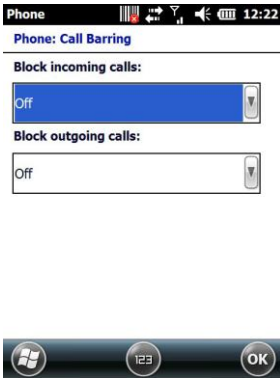 Phone 12:22
Phone: Call Barring
Block incoming calls:
Off
Block outgoing calls:
Off
123 OK